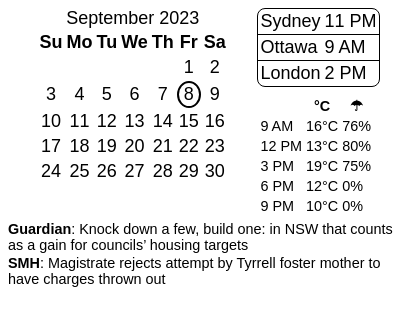 September 2023
Su Mo Tu We Th Fr Sa
1 2
3 4 5 6 7 8 9
10 11 12 13 14 15 16
17 18 19 20 21 22 23
24 25 26 27 28 29 30
Sydney 11 PM
Ottawa 9 AM
London 2 PM
°C ☂
9 AM 16°C 76%
12 PM 13°C 80%
3 PM 19°C 75%
6 PM 12°C 0%
9 PM 10°C 0%
Guardian: Knock down a few, build one: in NSW that counts
as a gain for councils’ housing targets
SMH: Magistrate rejects attempt by Tyrrell foster mother to
have charges thrown out